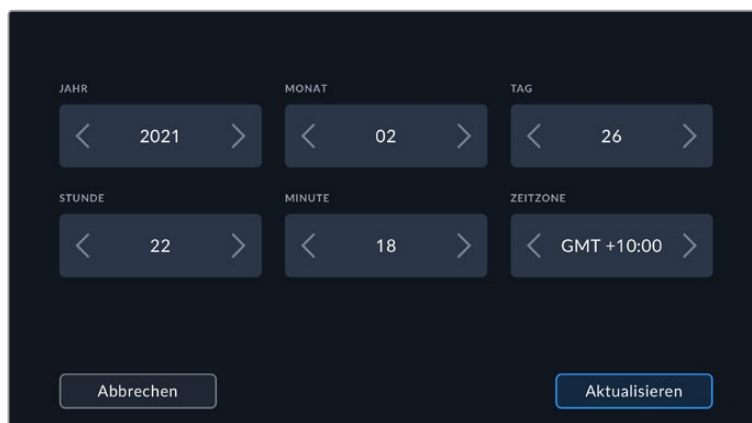 JAHR MONAT TAG
2021 02 26
STUNDE MINUTE ZEITZONE
22 18 GMT +10:00
Abbrechen Aktualisieren